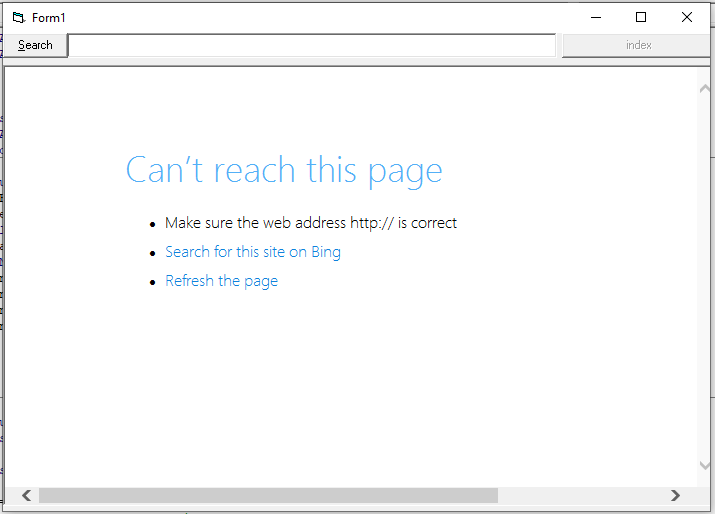 Form1
Search
index
Can't reach this page
Make sure the web address http:// is correct
Search for this site on Bing
Refresh the page